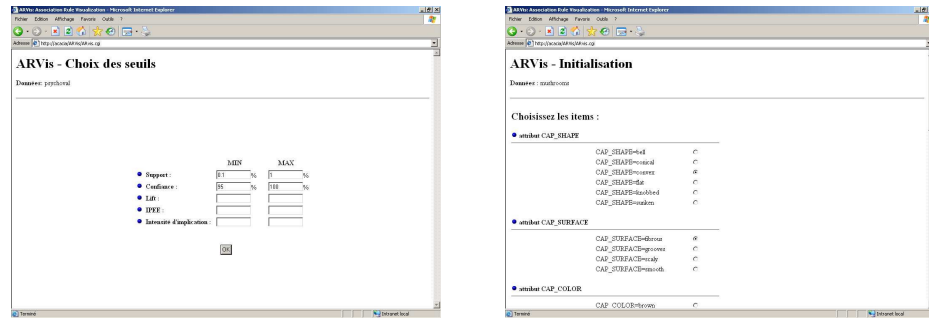 ARVis: Association Rule Visualization - Microsoft Internet Explorer
Fichier Edition Affichage Favoris Outils ?
Adresse http://acacia/ARVis/ARvis.cgi
ARVis - Choix des seuils
Données: psychoval
MIN MAX
Support : 0.1 % 1 %
Confiance : 95 % 100 %
Lift :
IPEE :
Intensité d'implication :
OK
Terminé Intranet local
ARVis: Association Rule Visualization - Microsoft Internet Explorer
Fichier Edition Affichage Favoris Outils ?
Adresse http://acacia/ARVis/ARvis.cgi
ARVis - Initialisation
Données : mushrooms
Choisissez les items :
attribut CAP_SHAPE
CAP_SHAPE=bell
CAP_SHAPE=conical
CAP_SHAPE=convex
CAP_SHAPE=flat
CAP_SHAPE=knobbed
CAP_SHAPE=sunken
attribut CAP_SURFACE
CAP_SURFACE=fibrous
CAP_SURFACE=grooves
CAP_SURFACE=scaly
CAP_SURFACE=smooth
attribut CAP_COLOR
CAP_COLOR=brown
Terminé Intranet local